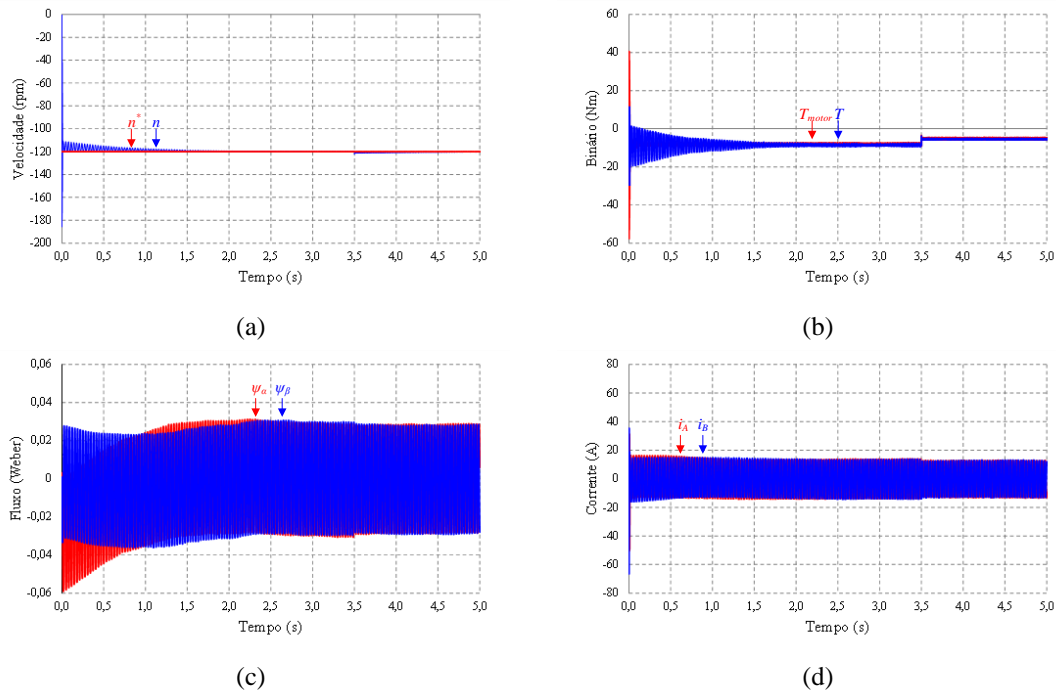 Velocidade (rpm)
0
-20
-40
-60
-80
-100
-120
-140
-160
-180
-200
n* n
0,0 0,5 1,0 1,5 2,0 2,5 3,0 3,5 4,0 4,5 5,0
Tempo (s)
(a)
Binário (Nm)
60
40
20
0
-20
-40
-60
Tmotor T
0,0 0,5 1,0 1,5 2,0 2,5 3,0 3,5 4,0 4,5 5,0
Tempo (s)
(b)
Fluxo (Weber)
0,06
0,04
0,02
0
-0,02
-0,04
-0,06
ψα ψβ
0,0 0,5 1,0 1,5 2,0 2,5 3,0 3,5 4,0 4,5 5,0
Tempo (s)
(c)
Corrente (A)
80
60
40
20
0
-20
-40
-60
-80
iA iB
0,0 0,5 1,0 1,5 2,0 2,5 3,0 3,5 4,0 4,5 5,0
Tempo (s)
(d)